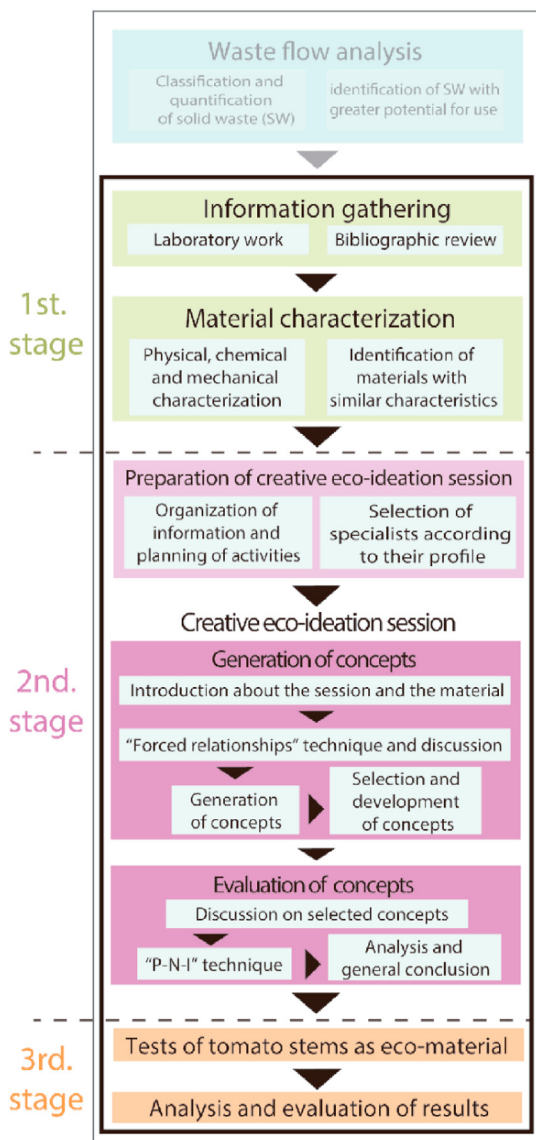 Waste flow analysis
Classification and
quantification
of solid waste (SW)
identification of SW with
greater potential for use
1st.
stage
Information gathering
Laboratory work
Bibliographic review
Material characterization
Physical, chemical
and mechanical
characterization
Identification of
materials with
similar characteristics
2nd.
stage
Preparation of creative eco-ideation session
Organization of
information and
planning of activities
Selection of
specialists according
to their profile
Creative eco-ideation session
Generation of concepts
Introduction about the session and the material
"Forced relationships" technique and discussion
Generation
of concepts
Selection and
development
of concepts
Evaluation of concepts
Discussion on selected concepts
"P-N-I" technique
Analysis and
general conclusion
3rd.
stage
Tests of tomato stems as eco-material
Analysis and evaluation of results